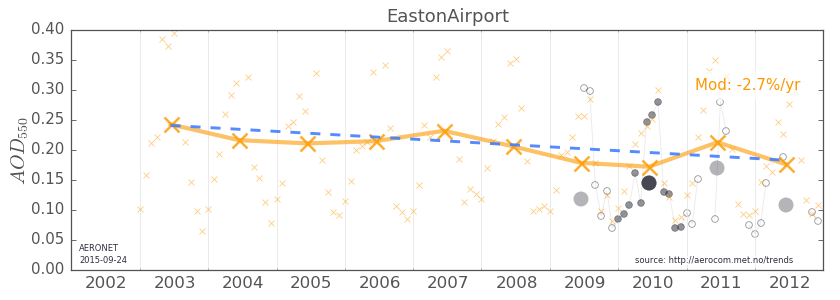 EastonAirport
0.40
0.35
0.30
0.25
0.20
0.15
0.10
0.05
0.00
AOD550
Mod: -2.7%/yr
AERONET
2015-09-24
source: http://aerocom.met.no/trends
2002 2003 2004 2005 2006 2007 2008 2009 2010 2011 2012